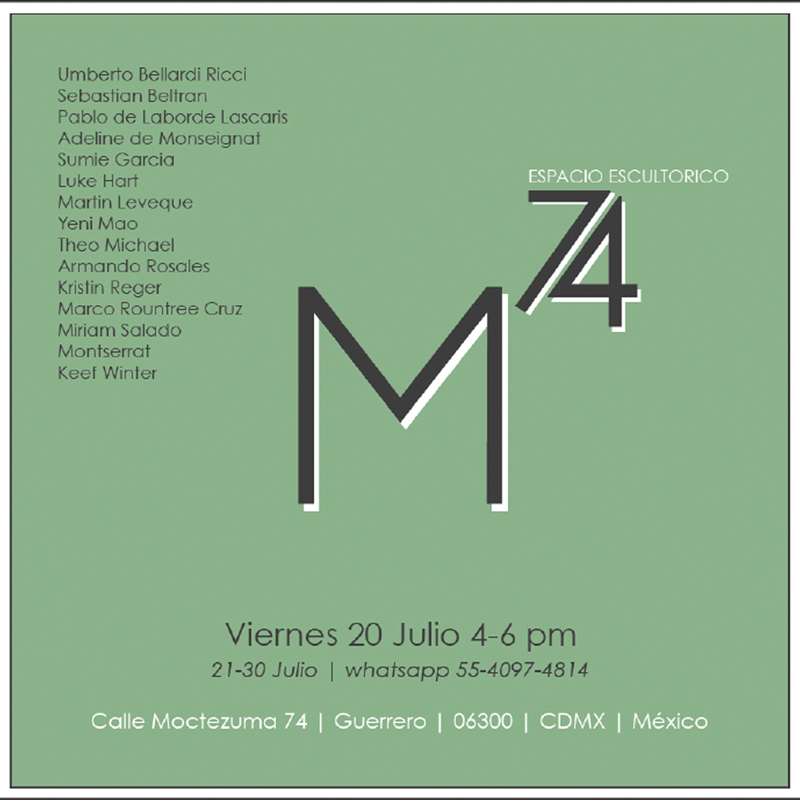 Umberto Bellardi Ricci
Sebastian Beltran
Pablo de Laborde Lascaris
Adeline de Monseignat
Sumie Garcia
Luke Hart
Martin Leveque
Yeni Mao
Theo Michael
Armando Rosales
Kristin Reger
Marco Rountree Cruz
Miriam Salado
Montserrat
Keef Winter
ESPACIO ESCULTORICO
M74
Viernes 20 Julio 4-6 pm
21-30 Julio | whatsapp 55-4097-4814
Calle Moctezuma 74 | Guerrero | 06300 | CDMX | México